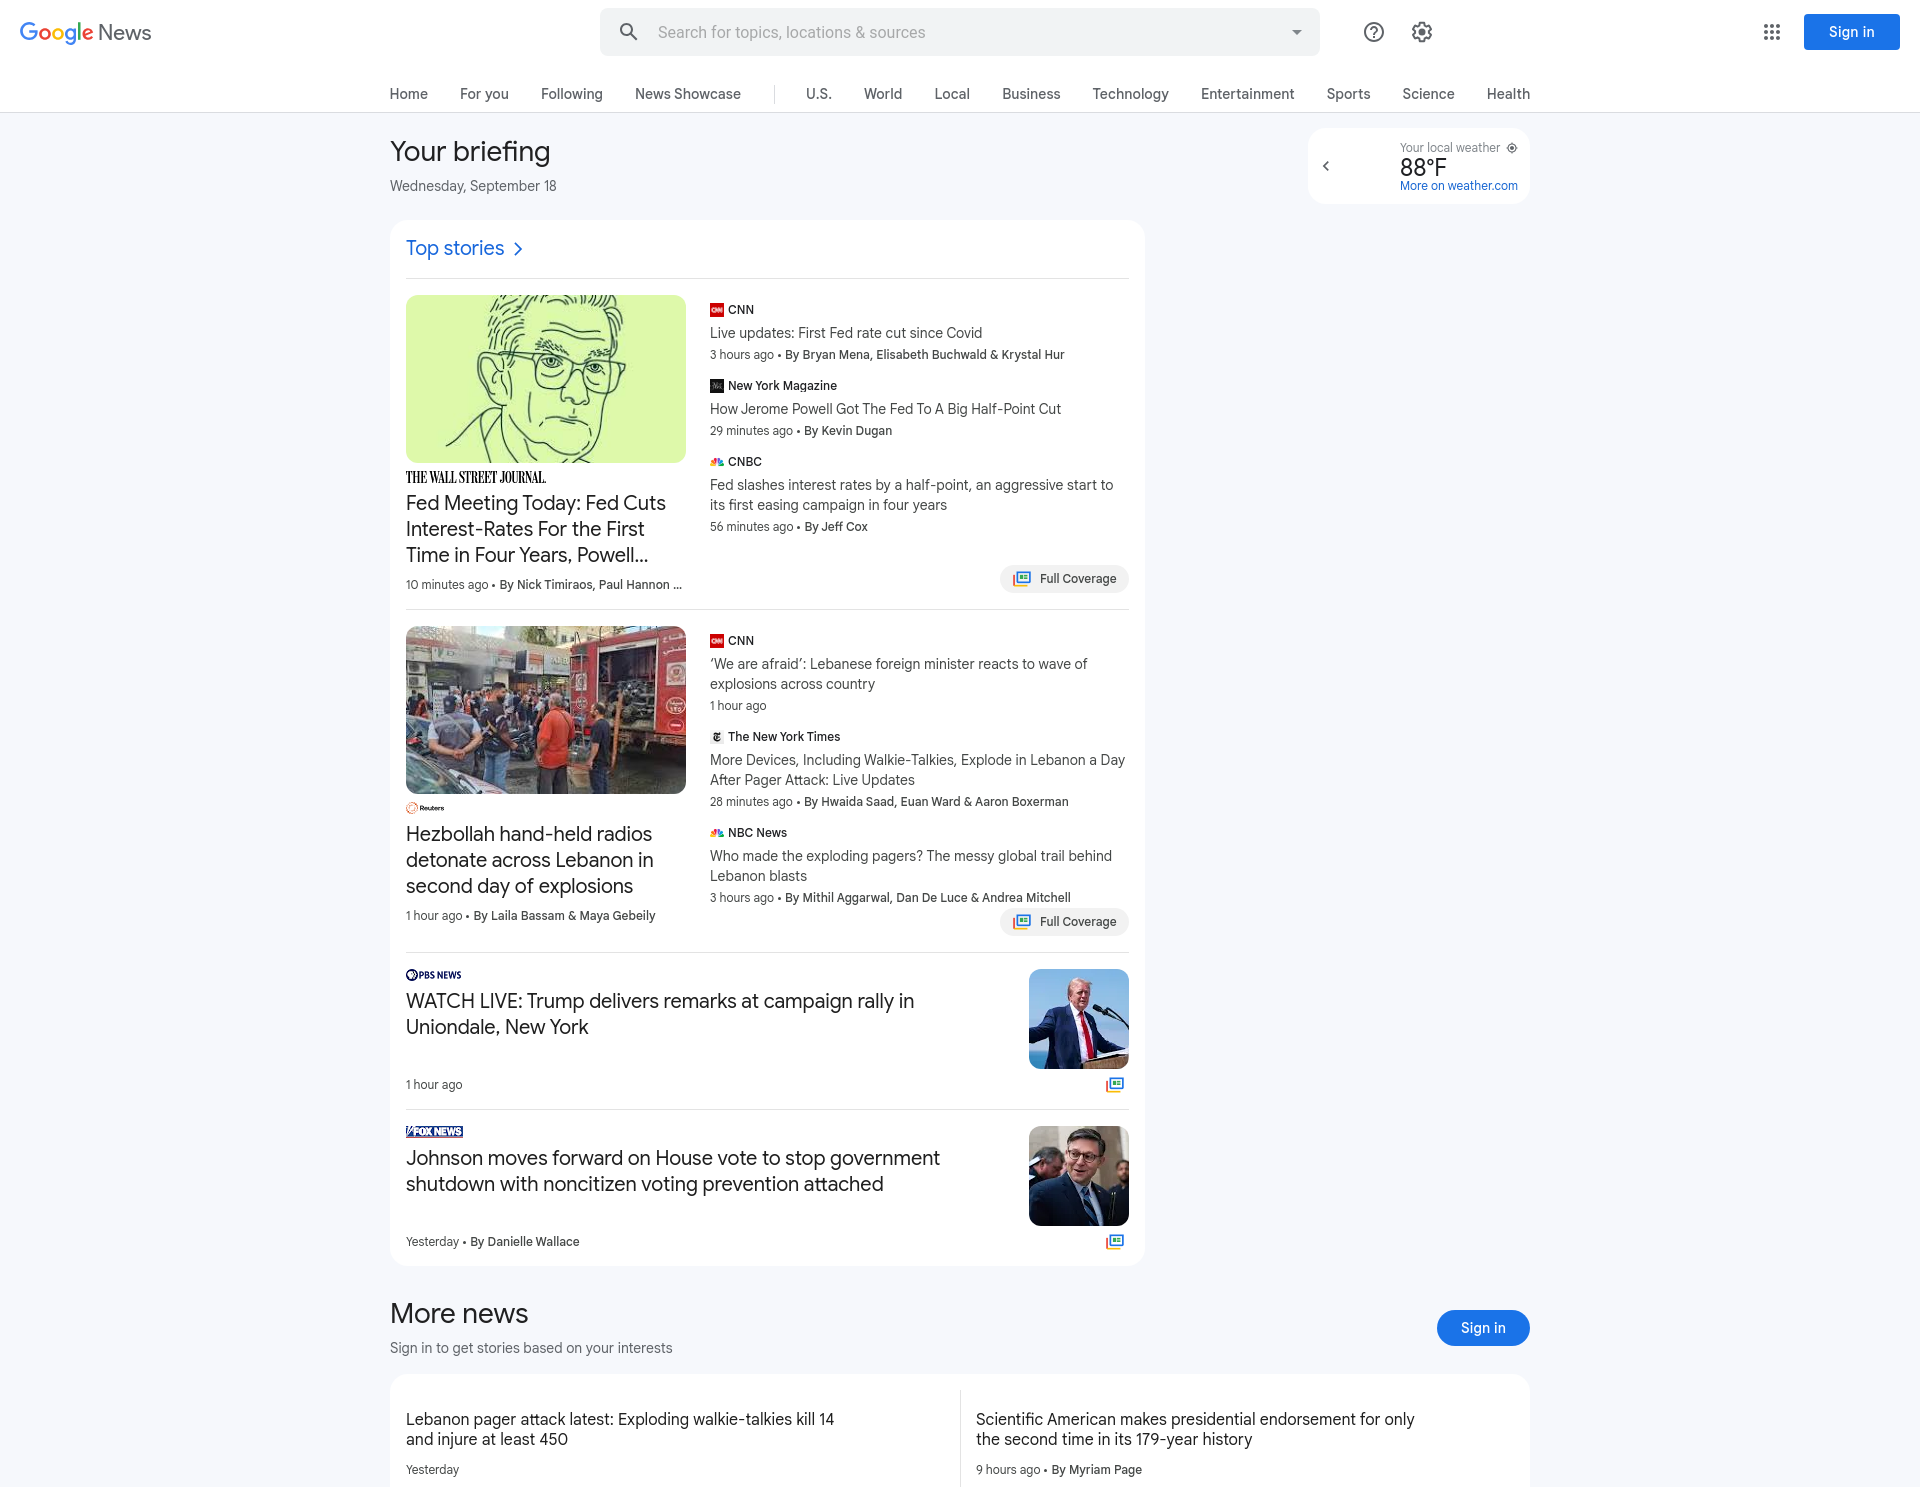 Google News
Search for topics, locations & sources
Sign in
Home
For you
Following
News Showcase
U.S.
World
Local
Business
Technology
Entertainment
Sports
Science
Health
Your briefing
Wednesday, September 18
Your local weather
88°F
More on weather.com
Top stories
THE WALL STREET JOURNAL.
Fed Meeting Today: Fed Cuts
Interest-Rates For the First
Time in Four Years, Powell...
10 minutes ago • By Nick Timiraos, Paul Hannon ...
CNN
Live updates: First Fed rate cut since Covid
3 hours ago • By Bryan Mena, Elisabeth Buchwald & Krystal Hur
New York Magazine
How Jerome Powell Got The Fed To A Big Half-Point Cut
29 minutes ago • By Kevin Dugan
CNBC
Fed slashes interest rates by a half-point, an aggressive start to
its first easing campaign in four years
56 minutes ago • By Jeff Cox
Full Coverage
Reuters
Hezbollah hand-held radios
detonate across Lebanon in
second day of explosions
1 hour ago • By Laila Bassam & Maya Gebeily
CNN
‘We are afraid’: Lebanese foreign minister reacts to wave of
explosions across country
1 hour ago
The New York Times
More Devices, Including Walkie-Talkies, Explode in Lebanon a Day
After Pager Attack: Live Updates
28 minutes ago • By Hwaida Saad, Euan Ward & Aaron Boxerman
NBC News
Who made the exploding pagers? The messy global trail behind
Lebanon blasts
3 hours ago • By Mithil Aggarwal, Dan De Luce & Andrea Mitchell
Full Coverage
PBS NEWS
WATCH LIVE: Trump delivers remarks at campaign rally in
Uniondale, New York
1 hour ago
FOX NEWS
Johnson moves forward on House vote to stop government
shutdown with noncitizen voting prevention attached
Yesterday • By Danielle Wallace
More news
Sign in to get stories based on your interests
Sign in
Lebanon pager attack latest: Exploding walkie-talkies kill 14
and injure at least 450
Yesterday
Scientific American makes presidential endorsement for only
the second time in its 179-year history
9 hours ago • By Myriam Page